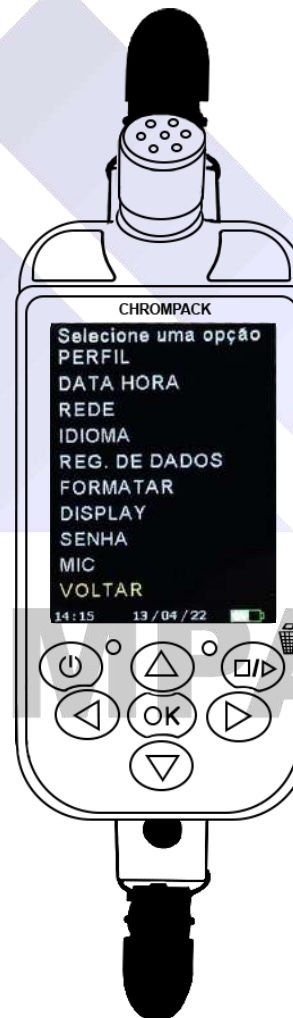 CHROMPACK
Selecione uma opção
PERFIL
DATA HORA
REDE
IDIOMA
REG. DE DADOS
FORMATAR
DISPLAY
SENHA
MIC
VOLTAR
14:15 13/04/22
MPA
OK